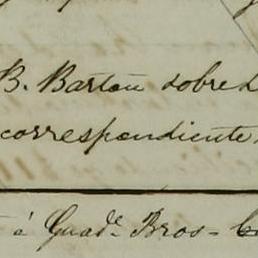 B. Barton sobre
correspondiente
á Guad.e Bros -